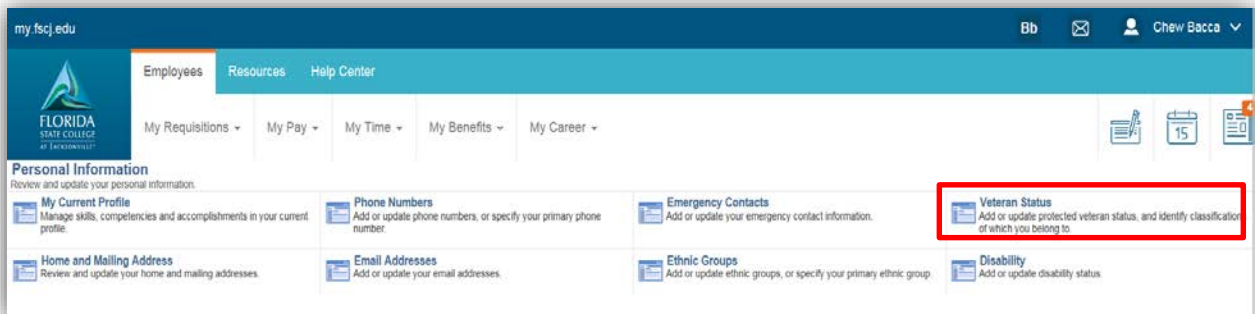 my.fscj.edu
Bb
Chew Bacca
Employees Resources Help Center
FLORIDA
STATE COLLEGE
AT JACKSONVILLE
My Requisitions My Pay My Time My Benefits My Career
15
4
Personal Information
Review and update your personal information.
My Current Profile
Manage skills, competencies and accomplishments in your current
profile.
Phone Numbers
Add or update phone numbers, or specify your primary phone
number.
Emergency Contacts
Add or update your emergency contact information.
Veteran Status
Add or update protected veteran status, and identify classification
of which you belong to.
Home and Mailing Address
Review and update your home and mailing addresses.
Email Addresses
Add or update your email addresses.
Ethnic Groups
Add or update ethnic groups, or specify your primary ethnic group.
Disability
Add or update disability status.